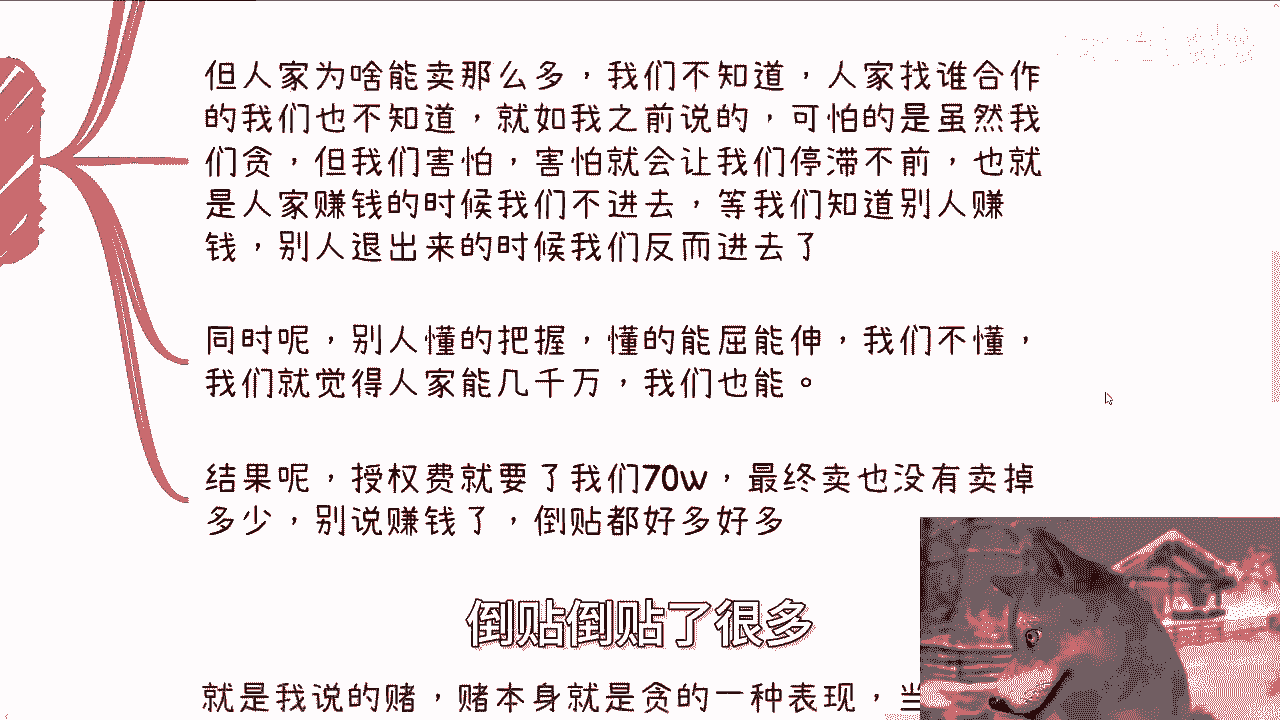 但人家为啥能卖那么多，我们不知道，人家找谁合作
的我们也不知道，就如我之前说的，可怕的是虽然我
们贪，但我们害怕，害怕就会让我们停滞不前，也就
是人家赚钱的时候我们不进去，等我们知道别人赚
钱，别人退出来的时候我们反而进去了
同时呢，别人懂的把握，懂的能屈能伸，我们不懂，
我们就觉得人家能几千万，我们也能。
结果呢，授权费就要了我们70w，最终卖也没有卖掉
多少，别说赚钱了，倒贴都好多好多
倒贴倒贴了很多
就是我说的赌，赌本身就是贪的一种表现，当